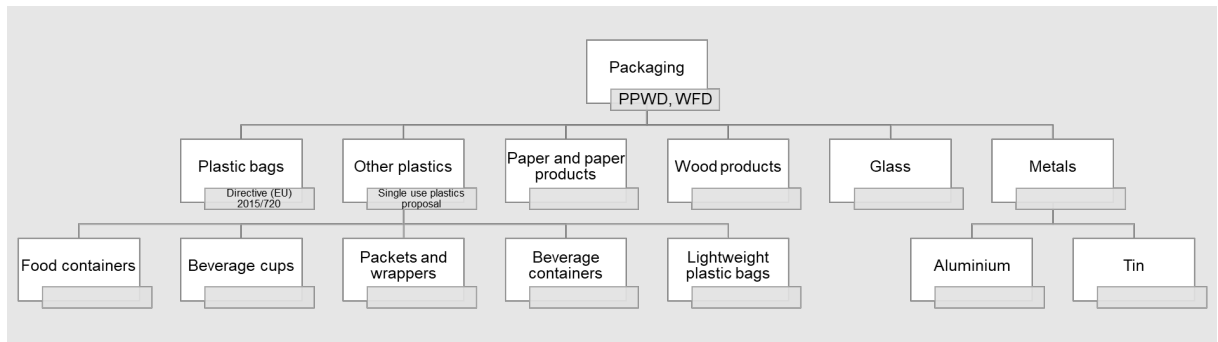 Packaging
PPWD, WFD
Plastic bags
Directive (EU)
2015/720
Other plastics
Single use plastics
proposal
Paper and paper
products
Wood products
Glass
Metals
Food containers
Beverage cups
Packets and
wrappers
Beverage
containers
Lightweight
plastic bags
Aluminium
Tin